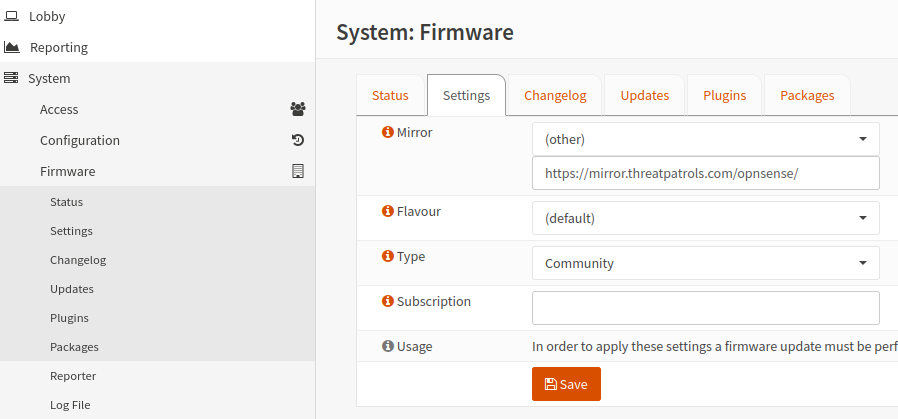 Lobby
Reporting
System
Access
Configuration
Firmware
Status
Settings
Changelog
Updates
Plugins
Packages
Reporter
Log File
System: Firmware
Status Settings Changelog Updates Plugins Packages
Mirror (other)
https://mirror.threatpatrols.com/opnsense/
Flavour (default)
Type Community
Subscription
Usage In order to apply these settings a firmware update must be perf
Save